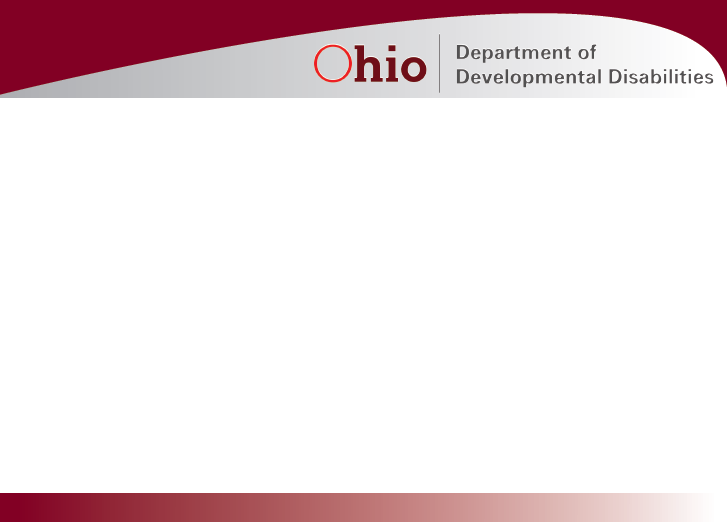 Ohio
Department of
Developmental Disabilities